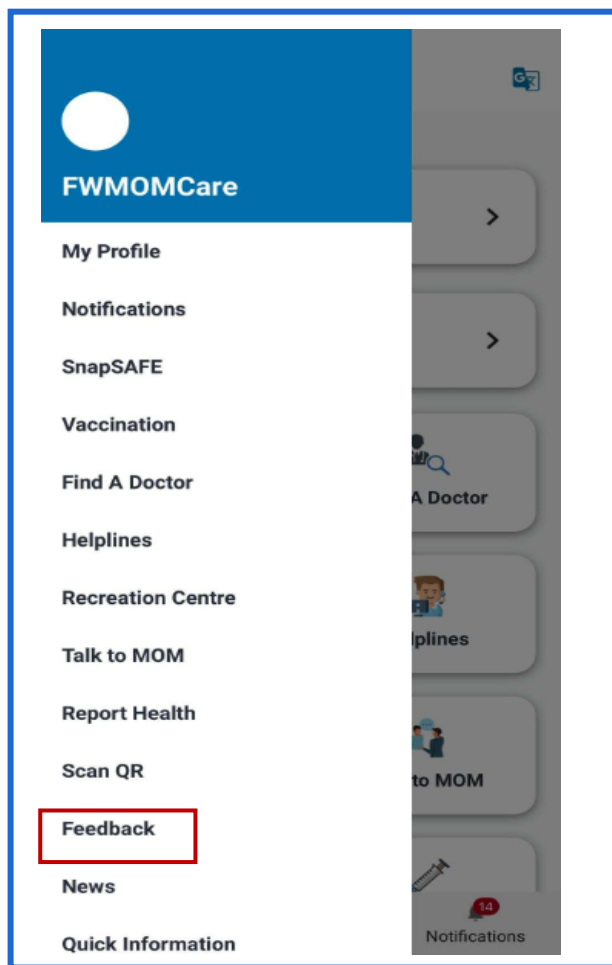 FWMOMCare
My Profile
Notifications
SnapSAFE
Vaccination
Find A Doctor
Helplines
Recreation Centre
Talk to MOM
Report Health
Scan QR
Feedback
News
Quick Information
A Doctor
lplines
to MOM
14
Notifications